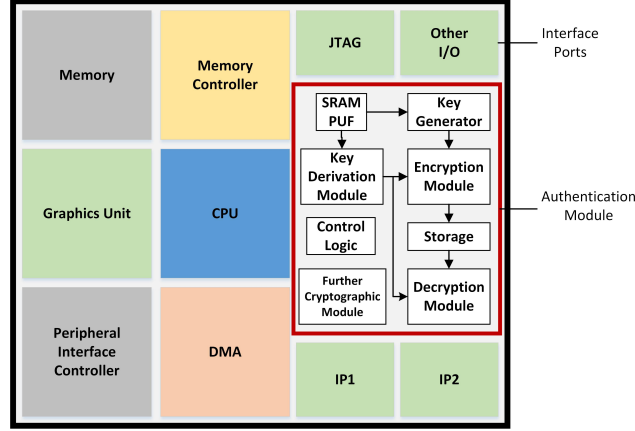 Memory
Memory
Controller
JTAG
Other
I/O
Interface
Ports
SRAM
PUF
Key
Generator
Key
Derivation
Module
Encryption
Module
Graphics Unit
CPU
Authentication
Module
Control
Logic
Storage
Further
Cryptographic
Module
Decryption
Module
Peripheral
Interface
Controller
DMA
IP1
IP2